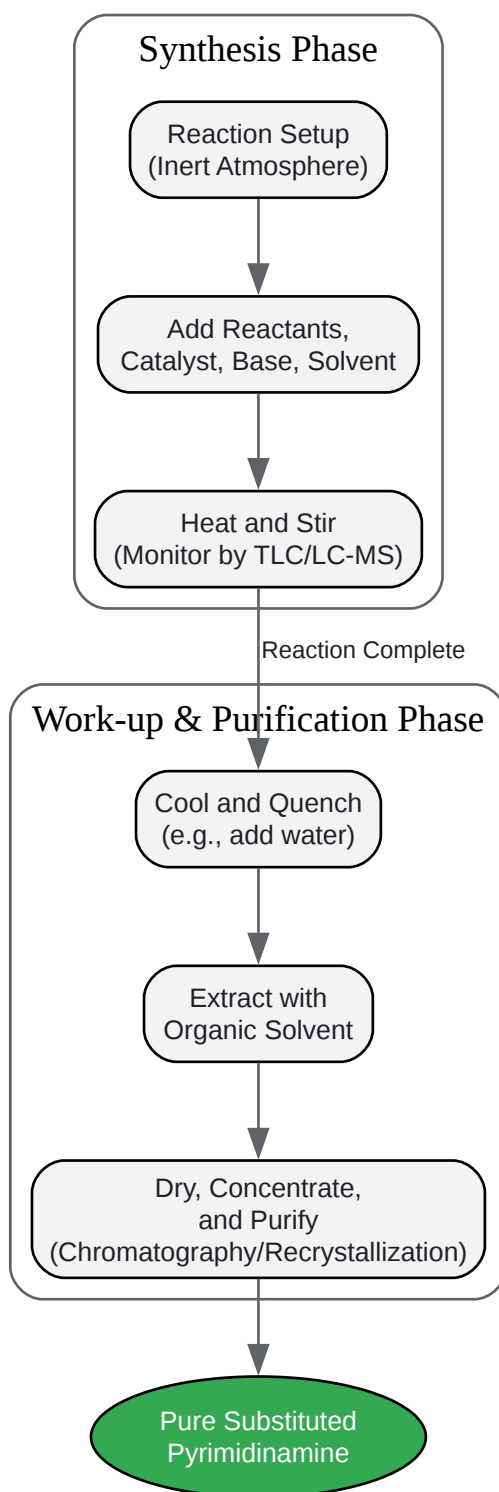 Synthesis Phase
Reaction Setup
(Inert Atmosphere)
Add Reactants,
Catalyst, Base, Solvent
Heat and Stir
(Monitor by TLC/LC-MS)
Reaction Complete
Work-up & Purification Phase
Cool and Quench
(e.g., add water)
Extract with
Organic Solvent
Dry, Concentrate,
and Purify
(Chromatography/Recrystallization)
Pure Substituted
Pyrimidinamine